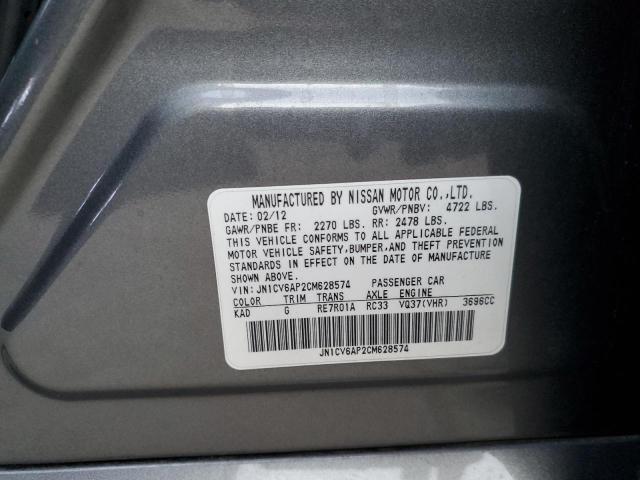 MANUFACTURED BY NISSAN MOTOR CO.,LTD.
DATE: 02/12 GVWR/PNBV: 4722 LBS.
GAWR/PNBE FR: 2270 LBS. RR: 2478 LBS.
THIS VEHICLE CONFORMS TO ALL APPLICABLE FEDERAL
MOTOR VEHICLE SAFETY,BUMPER,AND THEFT PREVENTION
STANDARDS IN EFFECT ON THE DATE OF MANUFACTURE
SHOWN ABOVE.
VIN:JN1CV6AP2CM628574 PASSENGER CAR
COLOR TRIM TRANS AXLE ENGINE
KAD G RE7R01A RC33 VQ37(VHR) 3696CC
JN1CV6AP2CM628574